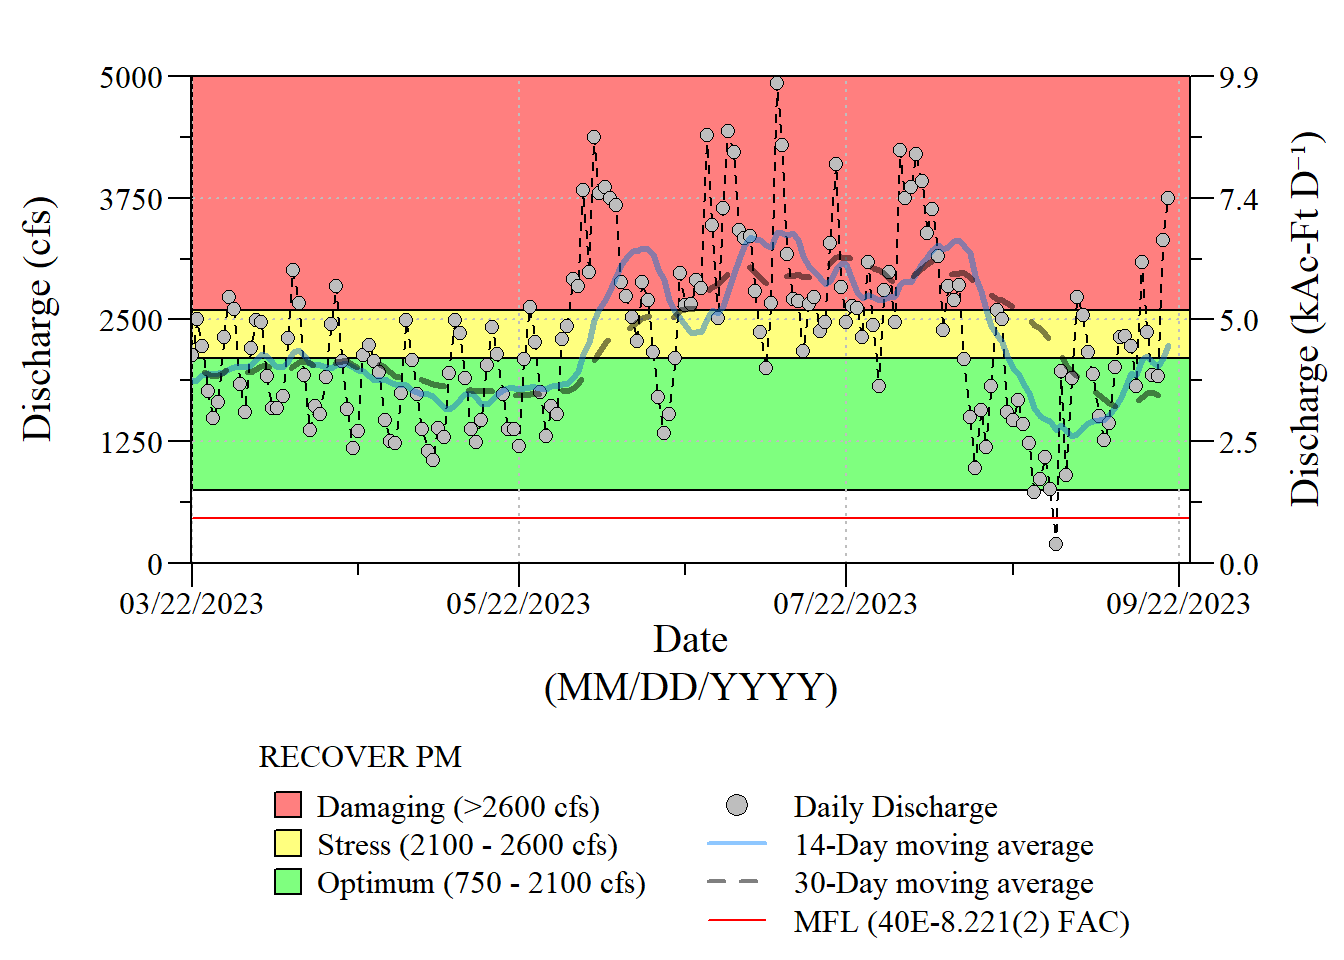 5000
3750
2500
1250
0
Discharge (cfs)
9.9
7.4
5.0
2.5
0.0
Discharge (kAc-Ft D⁻¹)
03/22/2023 05/22/2023 07/22/2023 09/22/2023
Date
(MM/DD/YYYY)
RECOVER PM
Damaging (>2600 cfs)
Stress (2100 - 2600 cfs)
Optimum (750 - 2100 cfs)
Daily Discharge
14-Day moving average
30-Day moving average
MFL (40E-8.221(2) FAC)